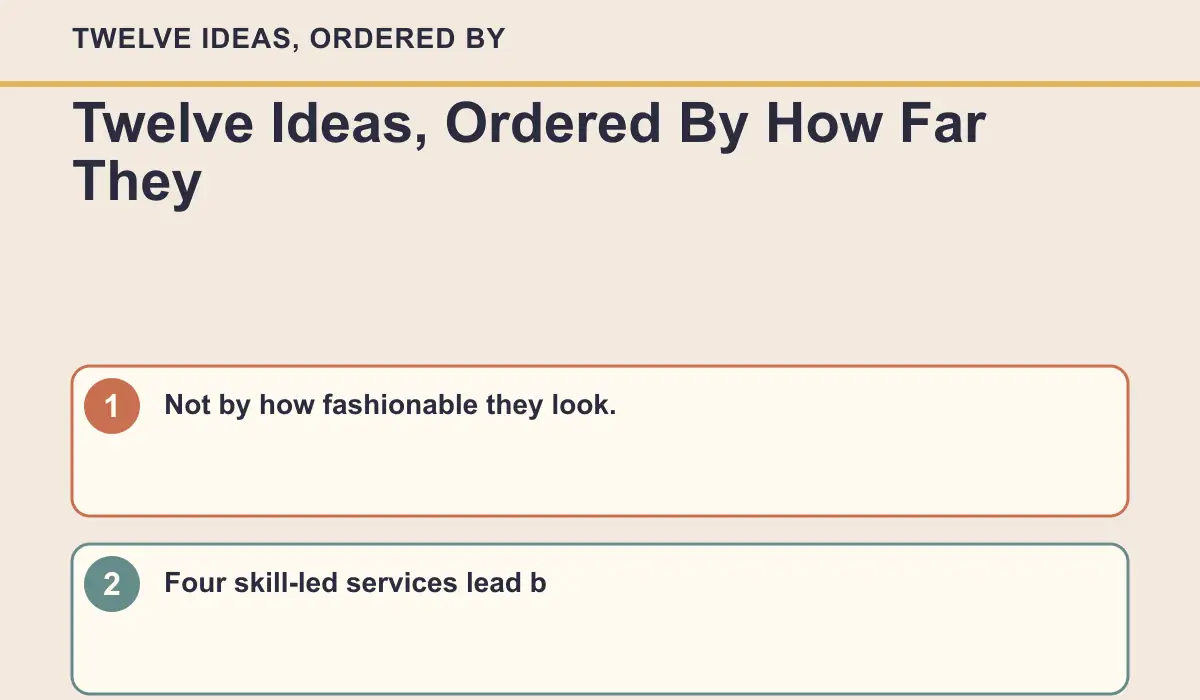 TWELVE IDEAS, ORDERED BY
Twelve Ideas, Ordered By How Far
They
1
Not by how fashionable they look.
2
Four skill-led services lead b